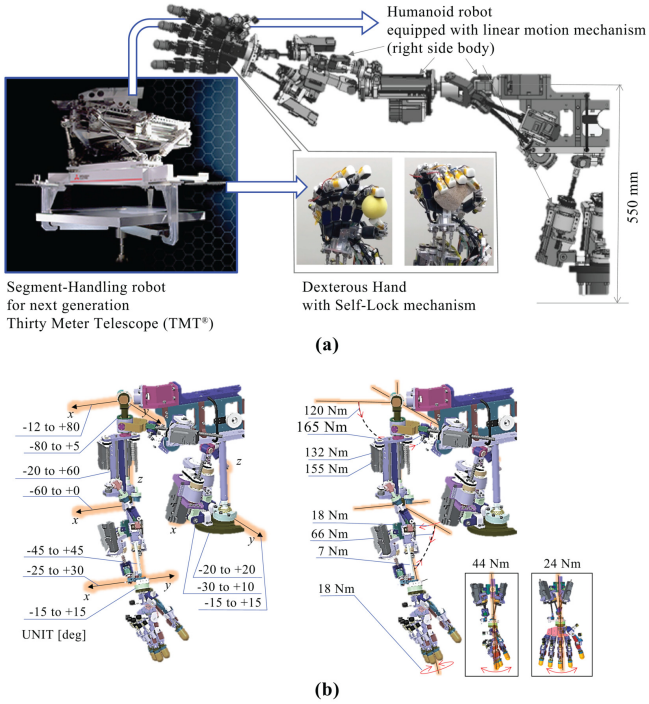 Humanoid robot
equipped with linear motion mechanism
(right side body)
550 mm
Segment-Handling robot
for next generation
Thirty Meter Telescope (TMT®)
Dexterous Hand
with Self-Lock mechanism
(a)
x
y
-12 to +80
-80 to +5
-20 to +60
z
-60 to +0
x
z
x
y
-45 to +45
-25 to +30
x
y
-15 to +15
-20 to +20
-30 to +10
-15 to +15
UNIT [deg]
120 Nm
165 Nm
132 Nm
155 Nm
18 Nm
66 Nm
7 Nm
18 Nm
44 Nm
24 Nm
(b)